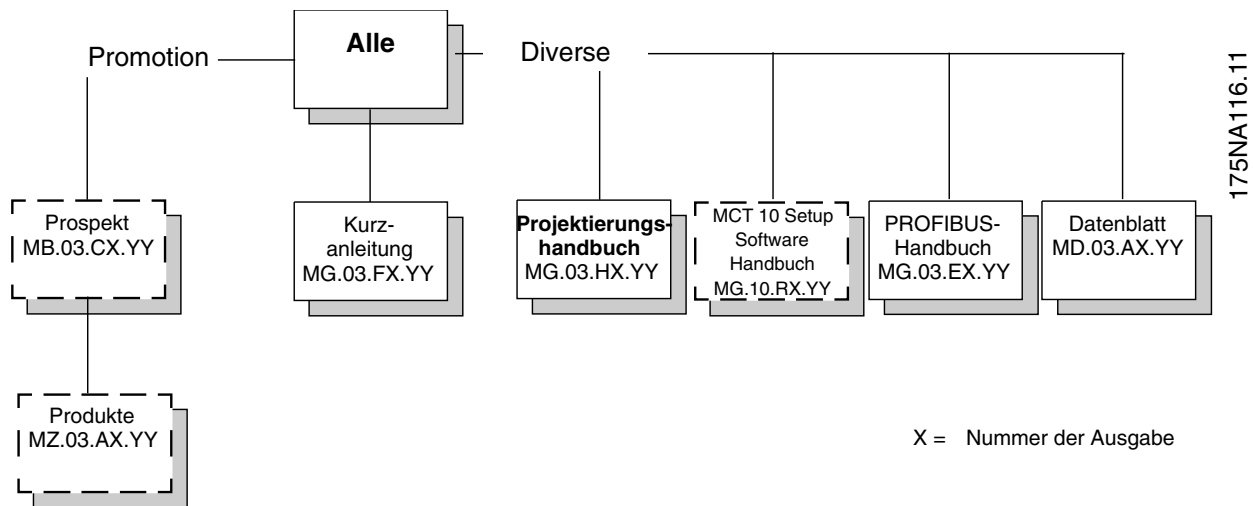 Promotion
Alle
Diverse
175NA116.11
Prospekt
MB.03.CX.YY
Kurz-
anleitung
MG.03.FX.YY
Projektierungs-
handbuch
MG.03.HX.YY
MCT 10 Setup
Software
Handbuch
MG.10.RX.YY
PROFIBUS-
Handbuch
MG.03.EX.YY
Datenblatt
MD.03.AX.YY
Produkte
MZ.03.AX.YY
X = Nummer der Ausgabe